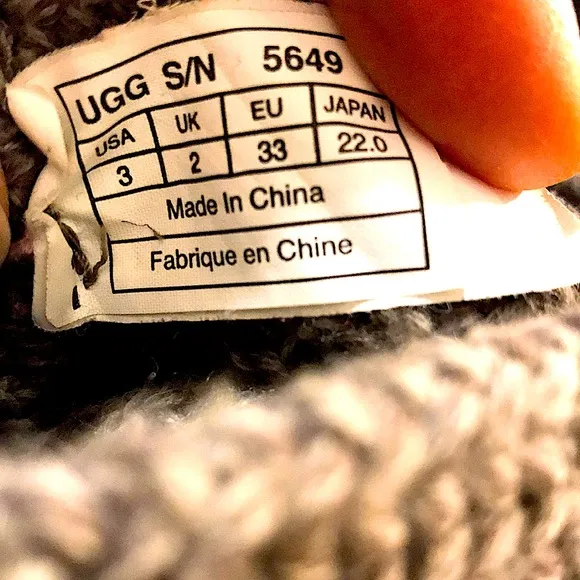 UGG S/N 5649
USA UK EU JAPAN
3 2 33 22.0
Made In China
Fabrique en Chine